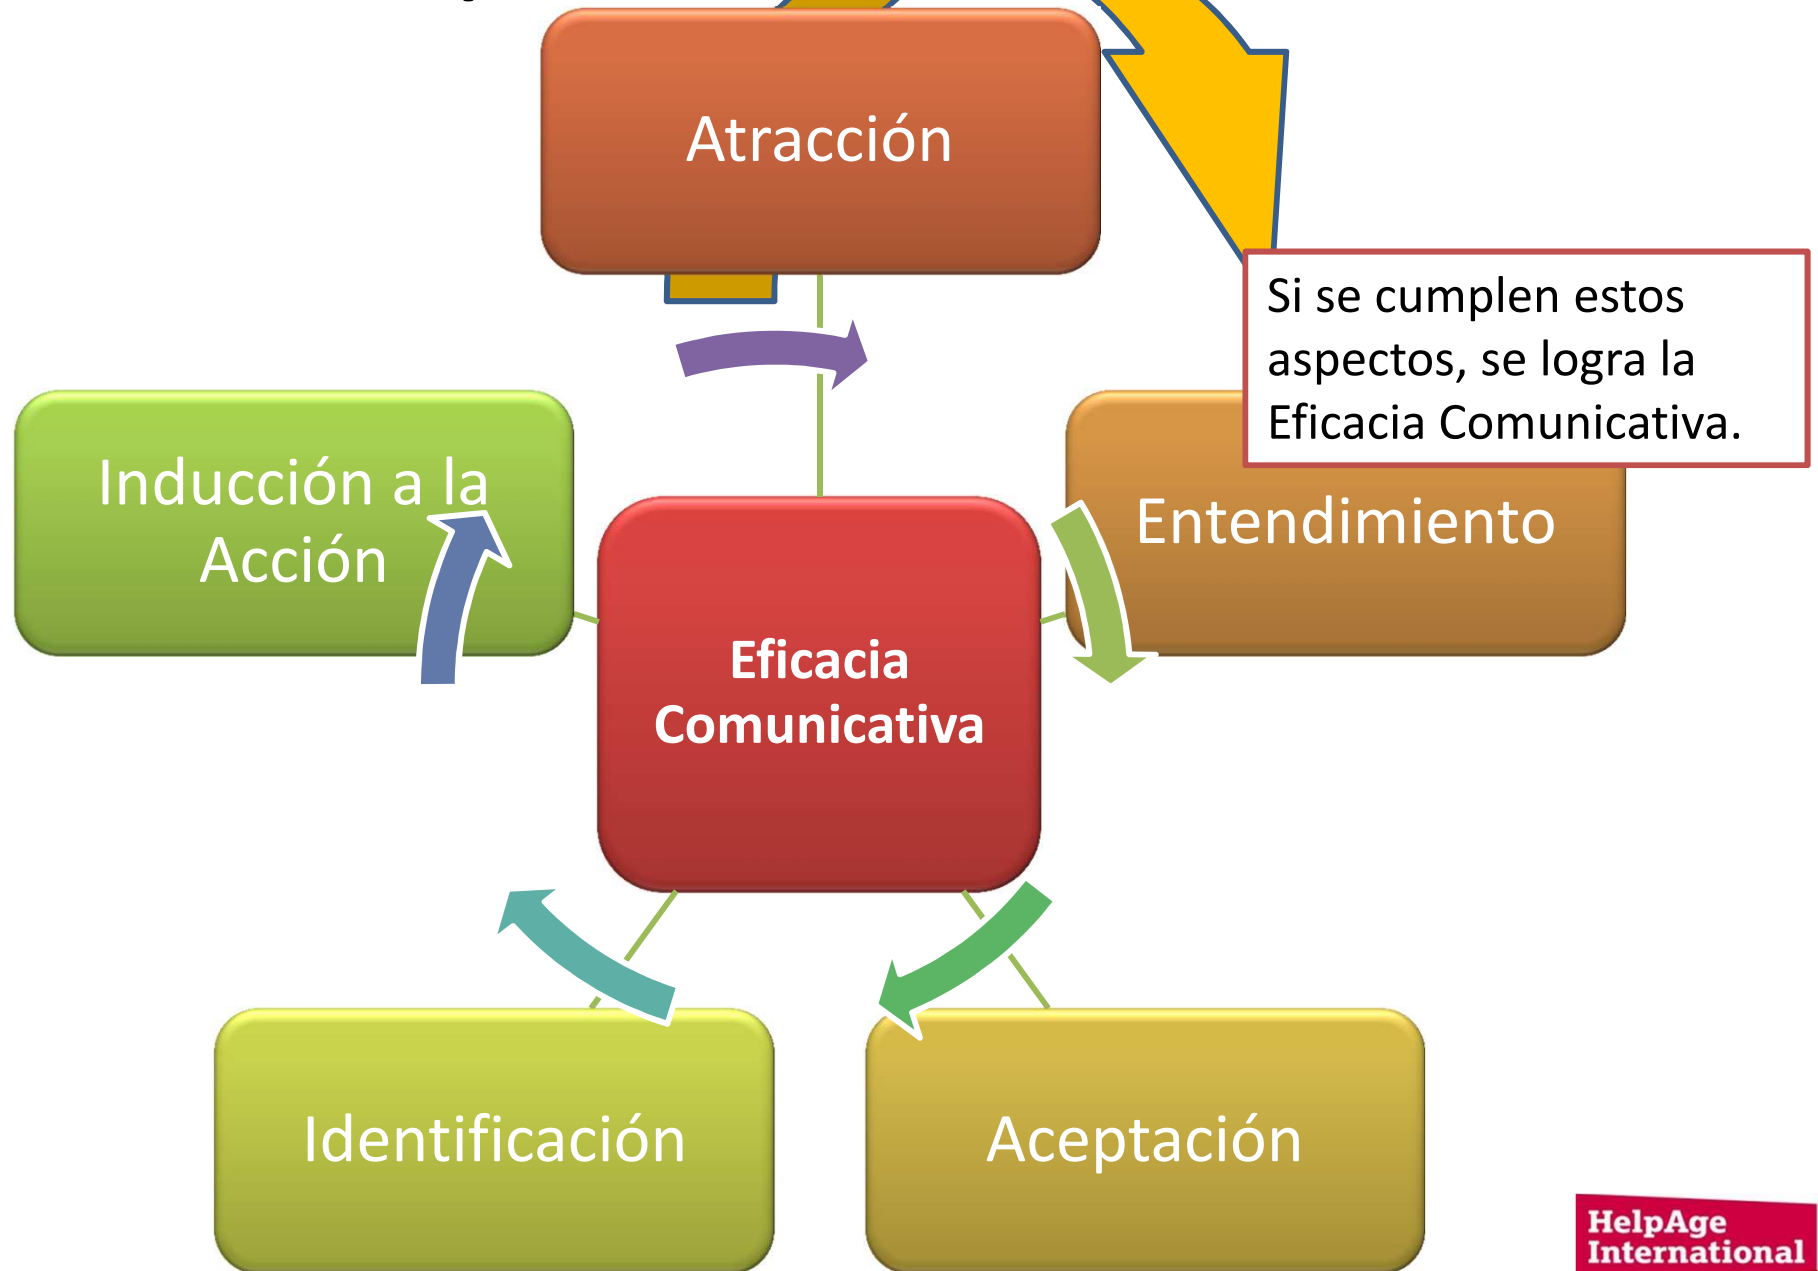 Atracción
Si se cumplen estos
aspectos, se logra la
Eficacia Comunicativa.
Inducción a la
Acción
Entendimiento
Eficacia
Comunicativa
Identificación
Aceptación
HelpAge
International